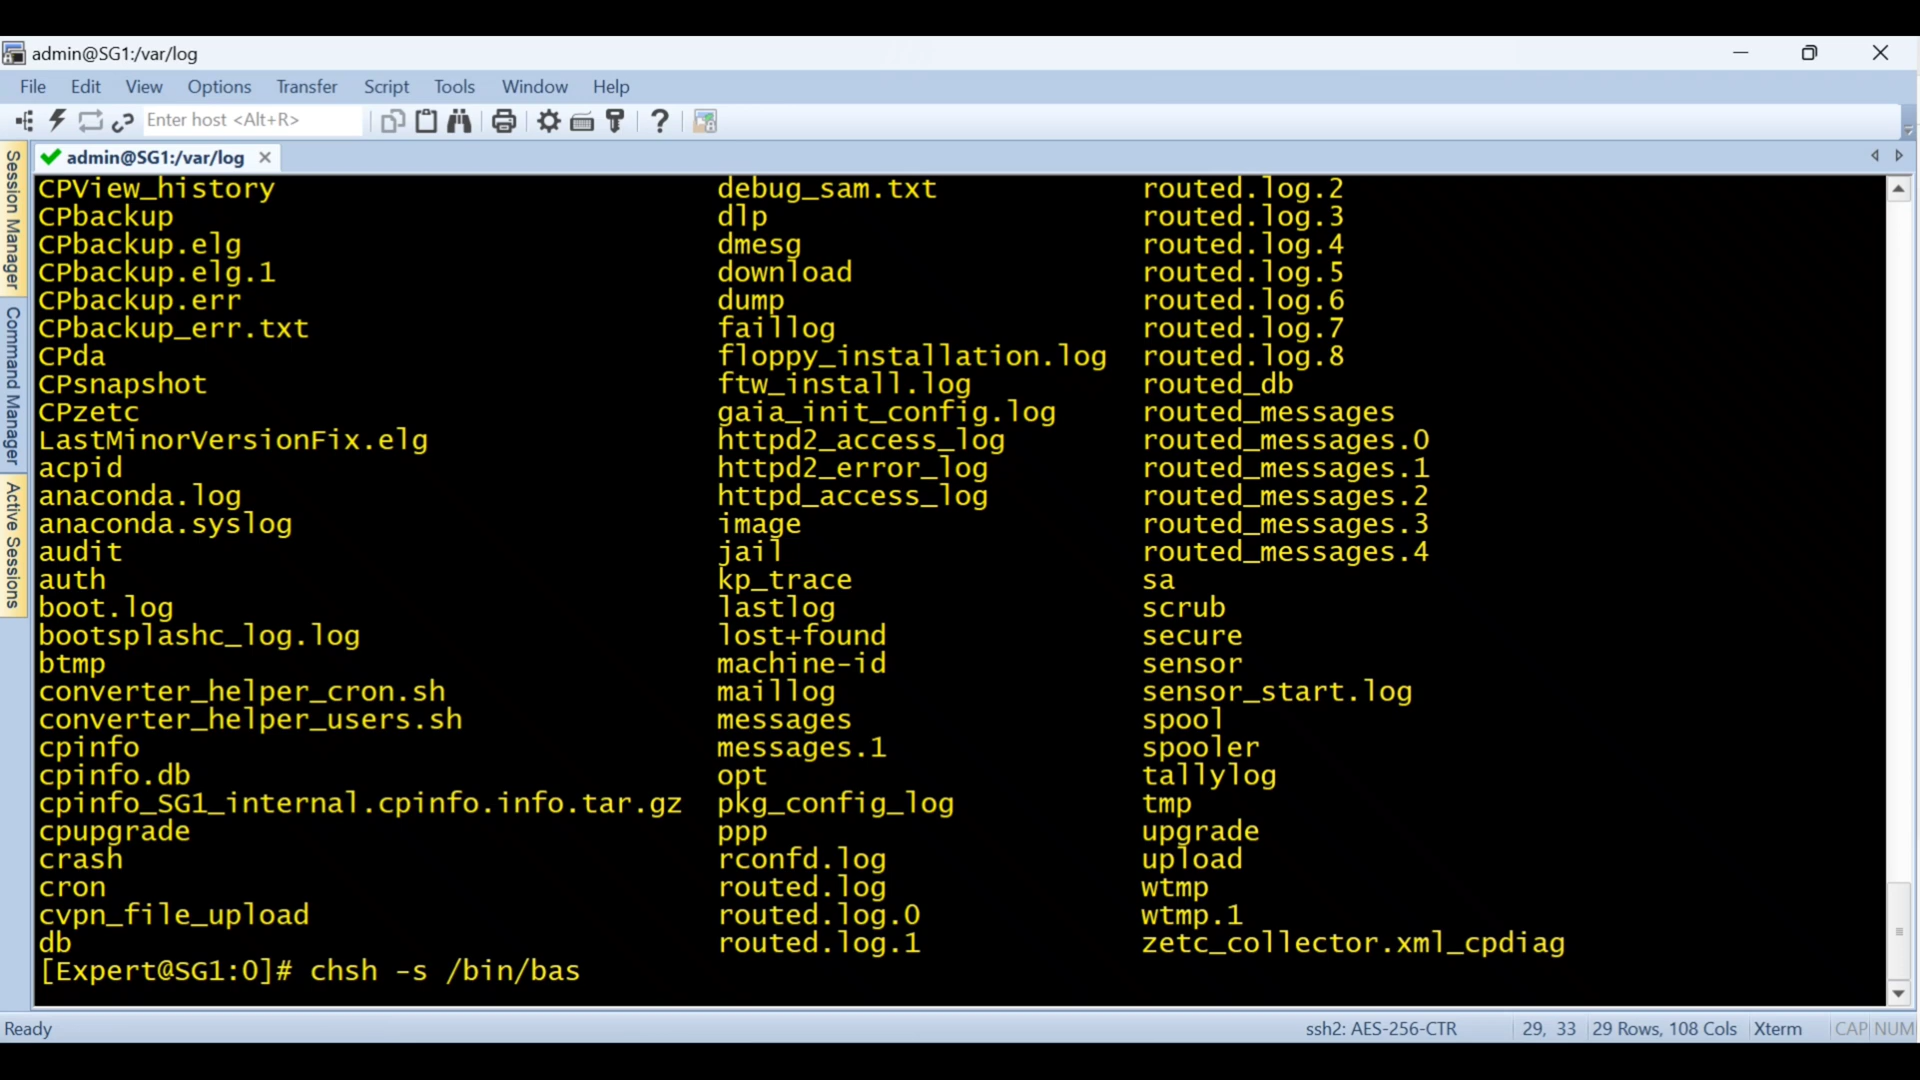 admin@SG1:/var/log
File Edit View Options Transfer Script Tools Window Help
Enter host <Alt+R>
admin@SG1:/var/log
Session Manager
Command Manager
Active Sessions
CPView_history debug_sam.txt routed.log.2
CPbackup dlp routed.log.3
CPbackup.elg dmesg routed.log.4
CPbackup.elg.1 download routed.log.5
CPbackup.err dump routed.log.6
CPbackup_err.txt faillog routed.log.7
CPda floppy_installation.log routed.log.8
CPsnapshot ftw_install.log routed_db
CPzetc gaia_init_config.log routed_messages
LastMinorVersionFix.elg httpd2_access_log routed_messages.0
acpid httpd2_error_log routed_messages.1
anaconda.log httpd_access_log routed_messages.2
anaconda.syslog image routed_messages.3
audit jail routed_messages.4
auth kp_trace sa
boot.log lastlog scrub
bootsplashc_log.log lost+found secure
btmp machine-id sensor
converter_helper_cron.sh maillog sensor_start.log
converter_helper_users.sh messages spool
cpinfo messages.1 spooler
cpinfo.db opt tallylog
cpinfo_SG1_internal.cpinfo.info.tar.gz pkg_config_log tmp
cpupgrade ppp upgrade
crash rconfd.log upload
cron routed.log wtmp
cvpn_file_upload routed.log.0 wtmp.1
db routed.log.1 zetc_collector.xml_cpdiag
[Expert@SG1:0]# chsh -s /bin/bas
Ready ssh2: AES-256-CTR 29, 33 29 Rows, 108 Cols Xterm CAP NUM